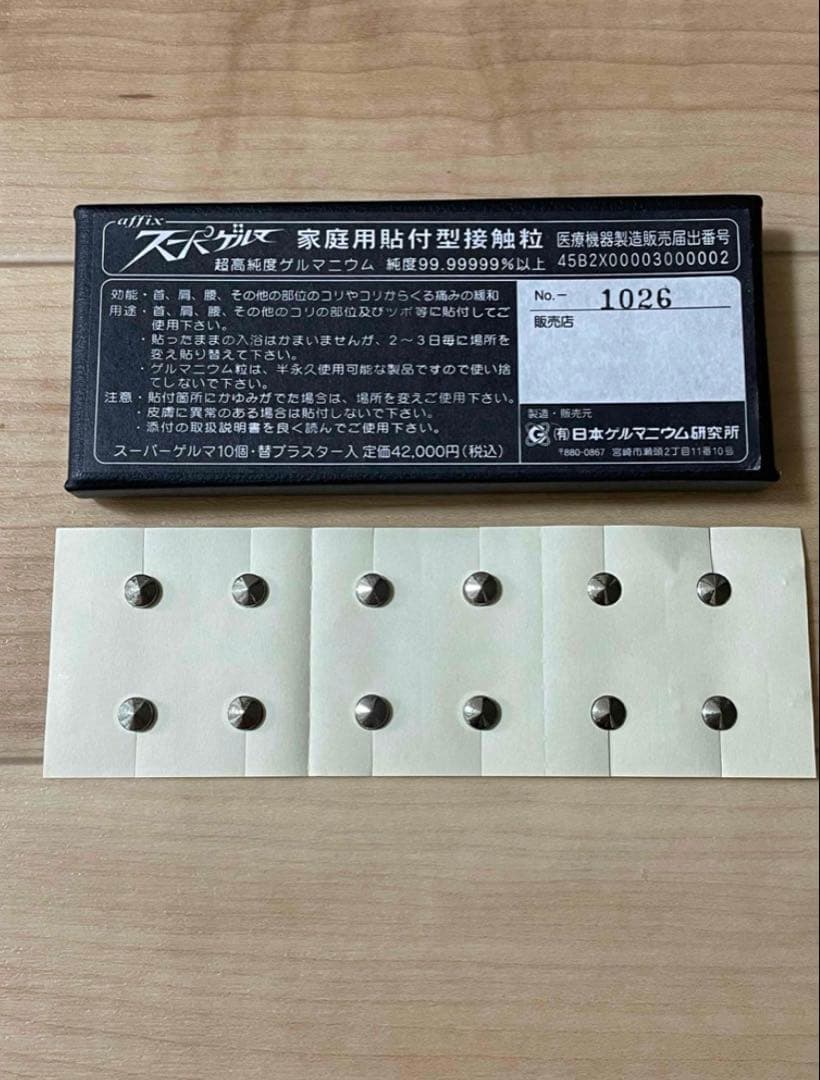 affix
スーパーゲルマ 家庭用貼付型接触粒 医療機器製造販売届出番号
超高純度ゲルマニウム 純度99.99999%以上 45B2X00003000002
効能・首、肩、腰、その他の部位のコリやコリからくる痛みの緩和
用途・首、肩、腰、その他のコリの部位及びツボ等に貼付してご
使用下さい。
・貼ったままの入浴はかまいませんが、2～3日毎に場所を
変え貼り替えて下さい。
・ゲルマニウム粒は、半永久使用可能な製品ですので使い捨
てしないで下さい。
注意・貼付箇所にかゆみがでた場合は、場所を変えご使用下さい。
・皮膚に異常のある場合は貼付しないで下さい。
・添付の取扱説明書を良く読んでご使用下さい。
スーパーゲルマ10個・替プラスター入 定価42,000円(税込)
No.- 1026
販売店
製造・販売元
(有)日本ゲルマニウム研究所
〒880-0867 宮崎市瀬頭2丁目11番10号